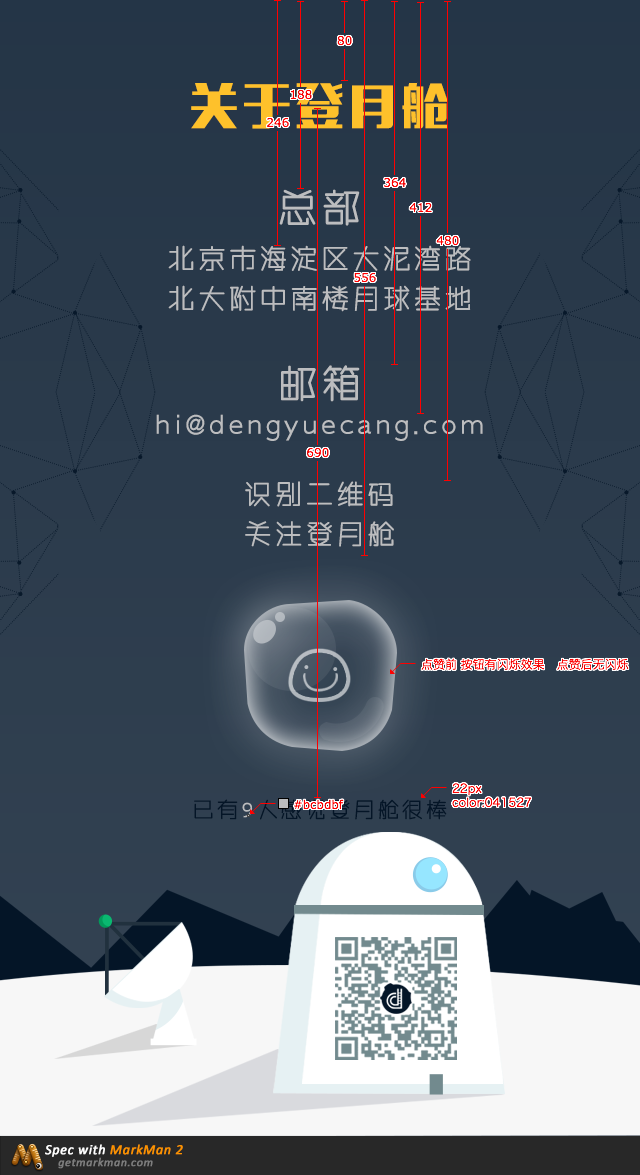 80
关于登月舱
188
246
364
总部
412
480
北京市海淀区大泥湾路
556
北大附中南楼月球基地
邮箱
hi@dengyuecang.com
690
识别二维码
关注登月舱
点赞前 按钮有闪烁效果 点赞后无闪烁
22px
color:041527
#bcbdbf
已有9人感觉登月舱很棒
Spec with MarkMan 2
getmarkman.com